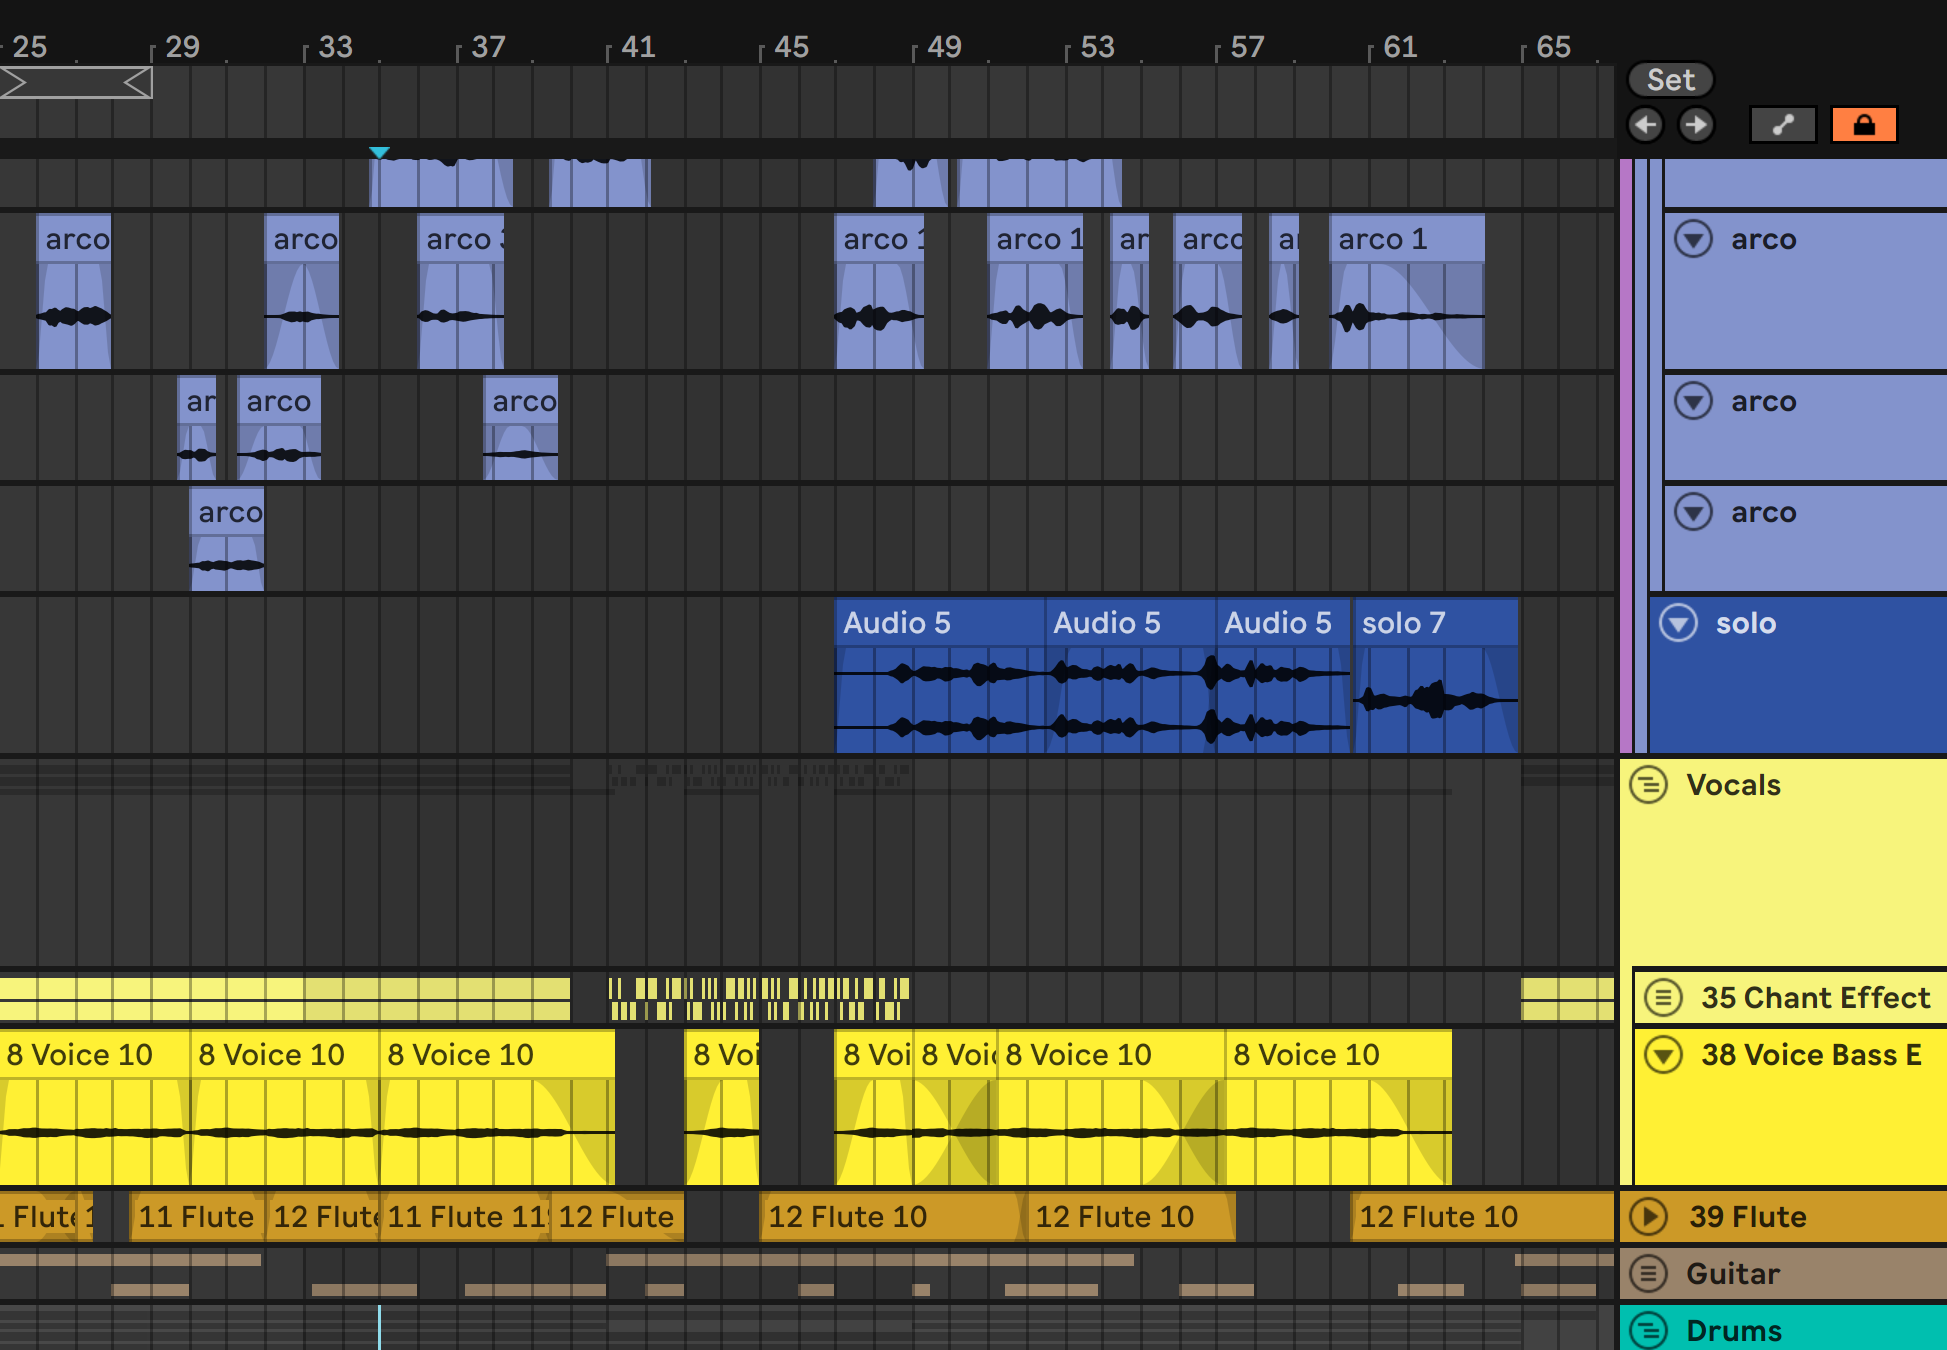 25 29 33 37 41 45 49 53 57 61 65
Set
arco arco arco arco 1 arco 1 ar arco arco 1 arco
ar arco arco arco
arco arco
Audio 5 Audio 5 Audio 5 solo 7 solo
Vocals
35 Chant Effect
8 Voice 10 8 Voice 10 8 Voice 10 8 Voi 8 Voi 8 Voice 10 8 Voice 10 38 Voice Bass E
Flute 11 Flute 12 Flute 11 Flute 11 12 Flute 12 Flute 10 12 Flute 10 12 Flute 10 39 Flute
Guitar
Drums